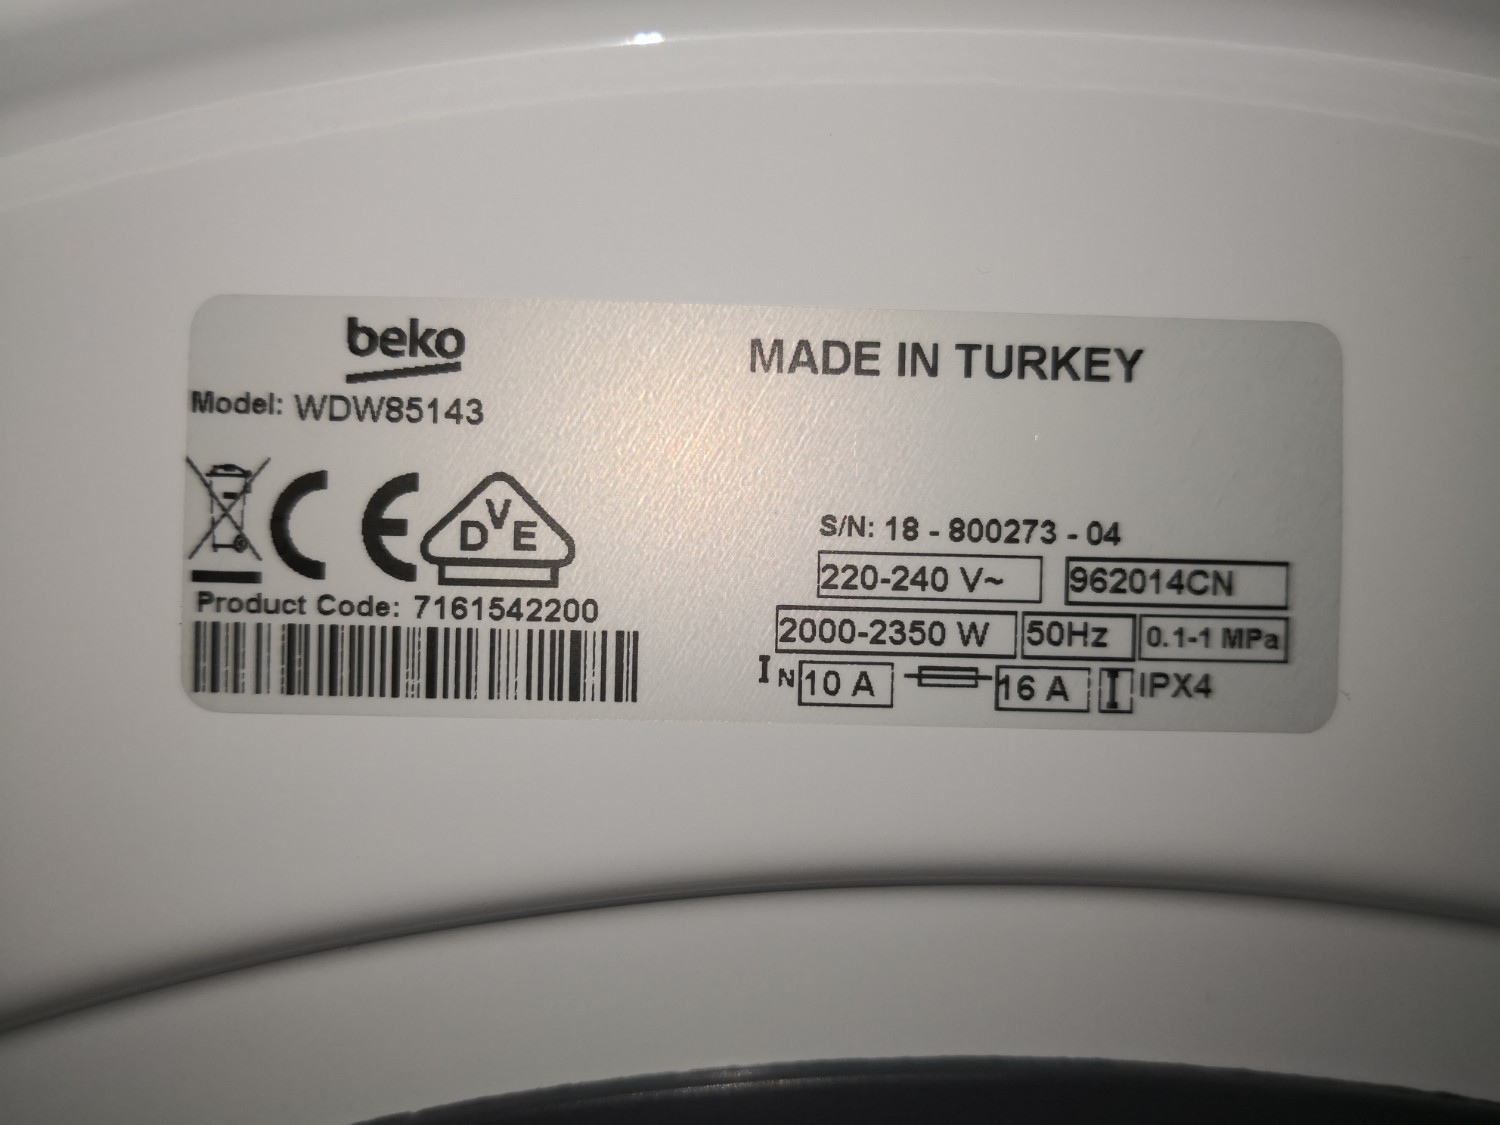 beko
MADE IN TURKEY
Model: WDW85143
CE
DVE
S/N: 18 - 800273 - 04
220-240 V~ 962014CN
Product Code: 7161542200
2000-2350 W 50Hz 0.1-1 MPa
IN 10 A 16 A I IPX4